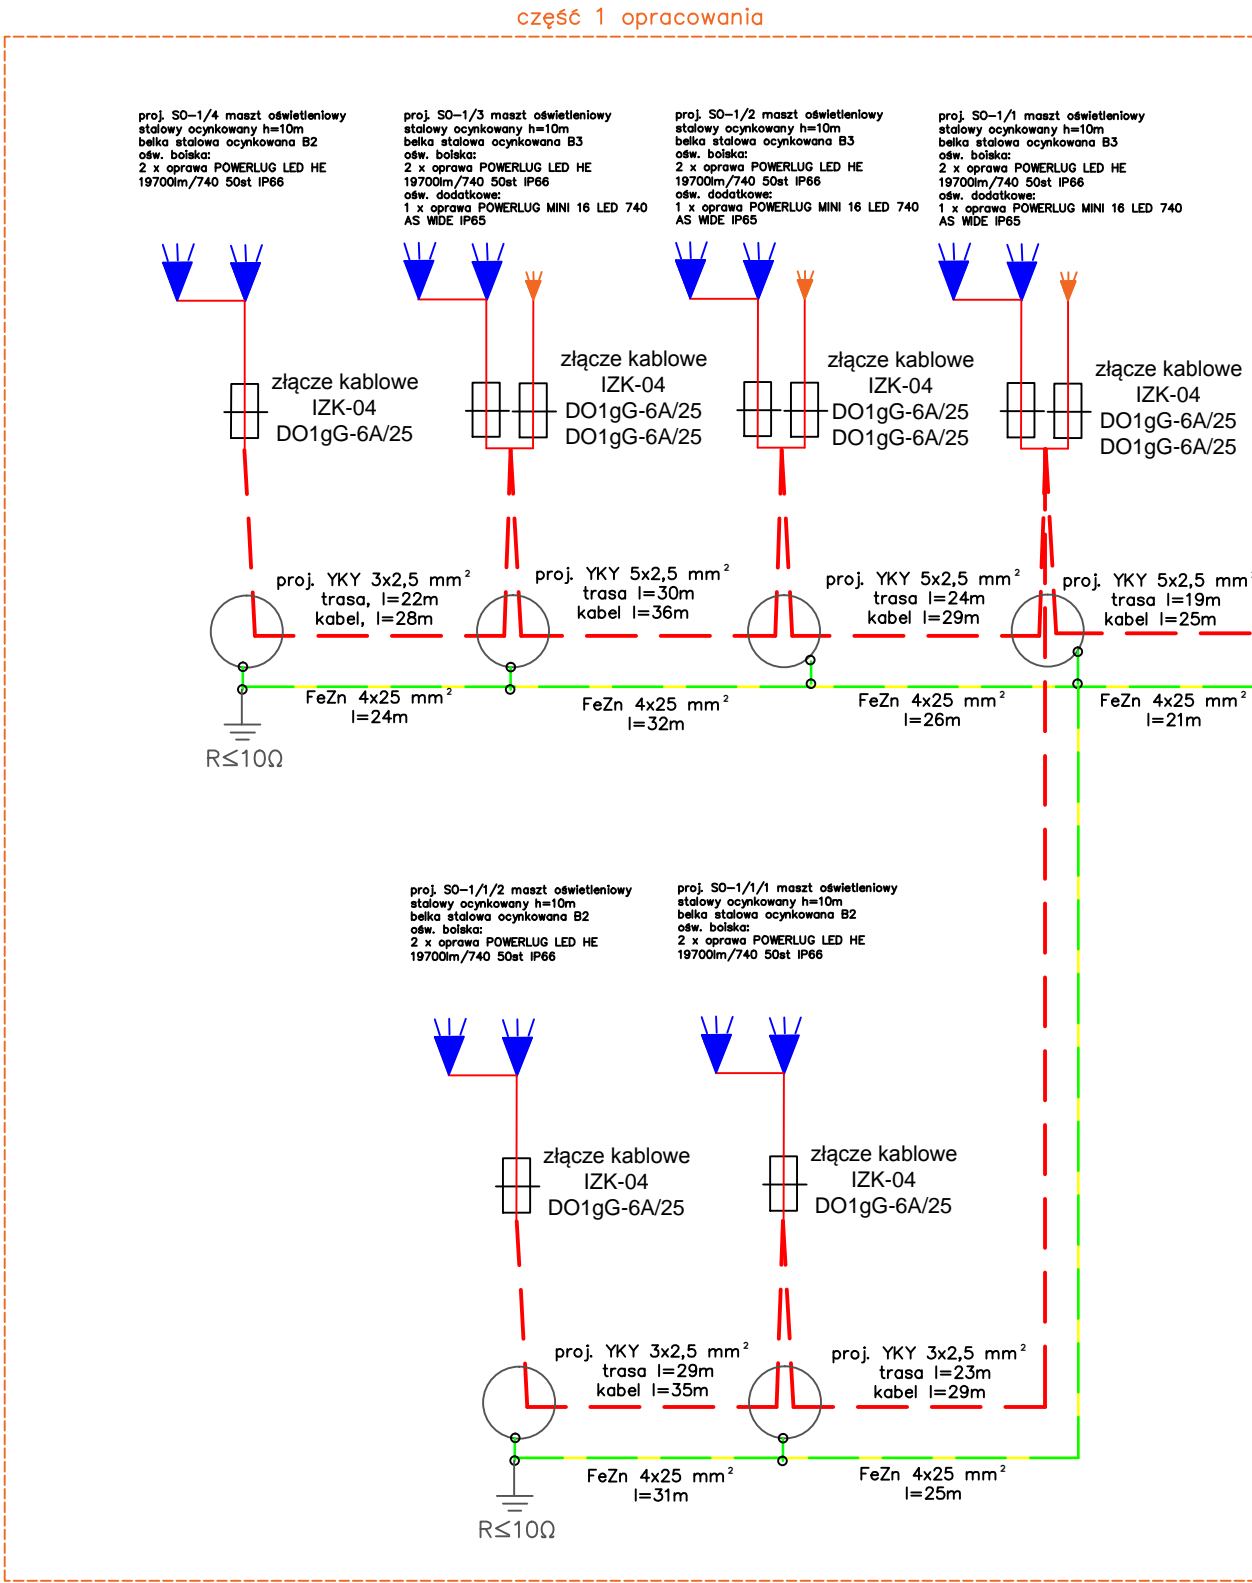 część 1 opracowania
proj. SO-1/4 maszt oświetleniowy
stalowy ocynkowany h=10m
belka stalowa ocynkowana B2
ośw. boiska:
2 x oprawa POWERLUG LED HE
19700lm/740 50st IP66
proj. SO-1/3 maszt oświetleniowy
stalowy ocynkowany h=10m
belka stalowa ocynkowana B3
ośw. boiska:
2 x oprawa POWERLUG LED HE
19700lm/740 50st IP66
ośw. dodatkowe:
1 x oprawa POWERLUG MINI 16 LED 740
AS WIDE IP65
proj. SO-1/2 maszt oświetleniowy
stalowy ocynkowany h=10m
belka stalowa ocynkowana B3
ośw. boiska:
2 x oprawa POWERLUG LED HE
19700lm/740 50st IP66
ośw. dodatkowe:
1 x oprawa POWERLUG MINI 16 LED 740
AS WIDE IP65
proj. SO-1/1 maszt oświetleniowy
stalowy ocynkowany h=10m
belka stalowa ocynkowana B3
ośw. boiska:
2 x oprawa POWERLUG LED HE
19700lm/740 50st IP66
ośw. dodatkowe:
1 x oprawa POWERLUG MINI 16 LED 740
AS WIDE IP65
złącze kablowe
IZK-04
DO1gG-6A/25
złącze kablowe
IZK-04
DO1gG-6A/25
DO1gG-6A/25
złącze kablowe
IZK-04
DO1gG-6A/25
DO1gG-6A/25
złącze kablowe
IZK-04
DO1gG-6A/25
DO1gG-6A/25
proj. YKY 3x2,5 mm²
trasa, l=22m
kabel, l=28m
proj. YKY 5x2,5 mm²
trasa l=30m
kabel l=36m
proj. YKY 5x2,5 mm²
trasa l=24m
kabel l=29m
proj. YKY 5x2,5 mm²
trasa l=19m
kabel l=25m
FeZn 4x25 mm²
l=24m
FeZn 4x25 mm²
l=32m
FeZn 4x25 mm²
l=26m
FeZn 4x25 mm²
l=21m
R≤10Ω
proj. SO-1/1/2 maszt oświetleniowy
stalowy ocynkowany h=10m
belka stalowa ocynkowana B2
ośw. boiska:
2 x oprawa POWERLUG LED HE
19700lm/740 50st IP66
proj. SO-1/1/1 maszt oświetleniowy
stalowy ocynkowany h=10m
belka stalowa ocynkowana B2
ośw. boiska:
2 x oprawa POWERLUG LED HE
19700lm/740 50st IP66
złącze kablowe
IZK-04
DO1gG-6A/25
złącze kablowe
IZK-04
DO1gG-6A/25
proj. YKY 3x2,5 mm²
trasa l=29m
kabel l=35m
proj. YKY 3x2,5 mm²
trasa l=23m
kabel l=29m
FeZn 4x25 mm²
l=31m
FeZn 4x25 mm²
l=25m
R≤10Ω